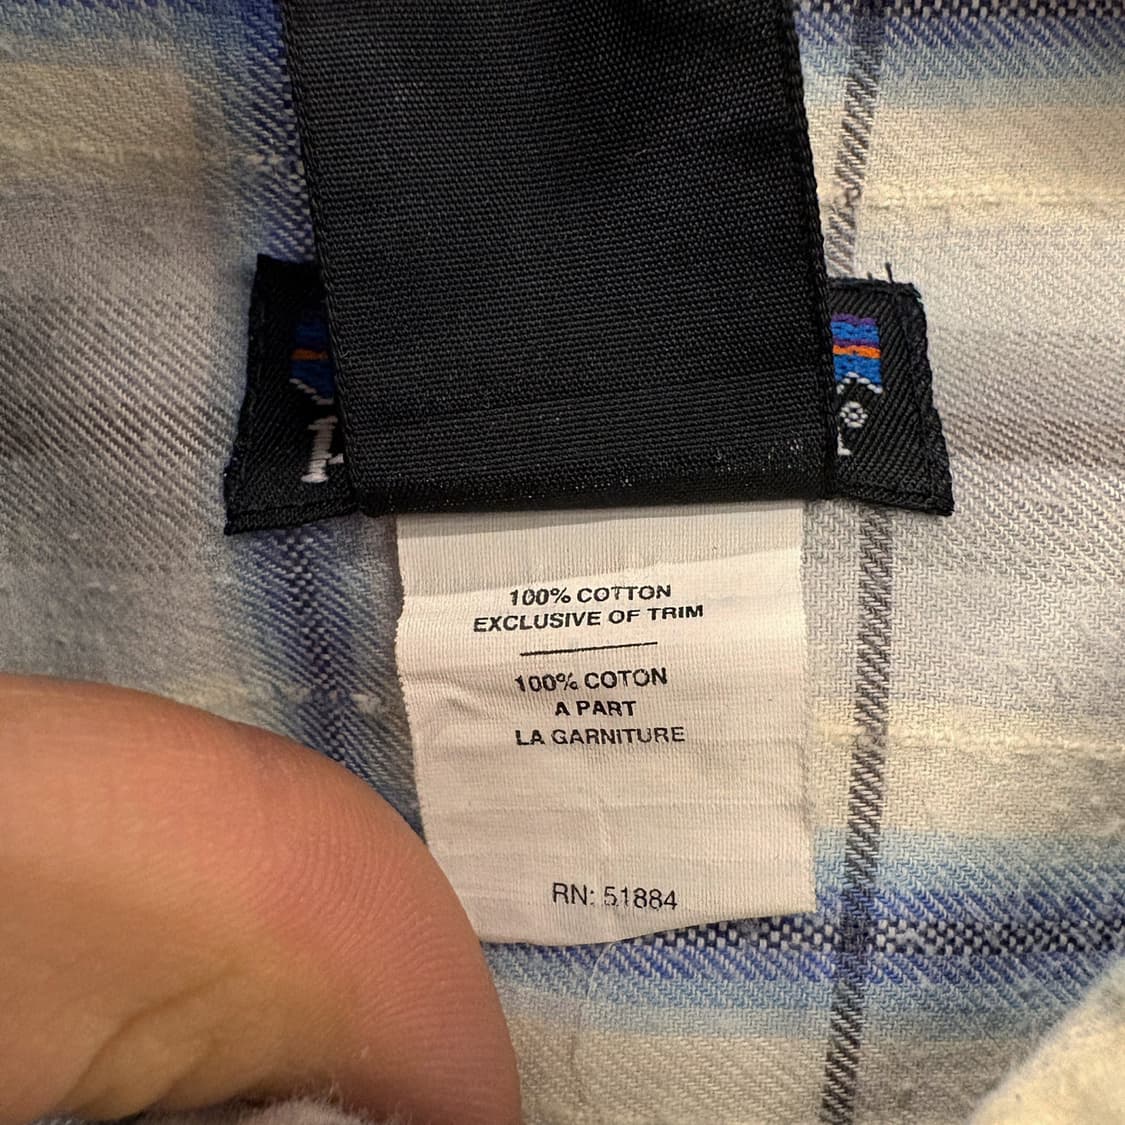 100% COTTON
EXCLUSIVE OF TRIM
100% COTON
A PART
LA GARNITURE
RN: 51884